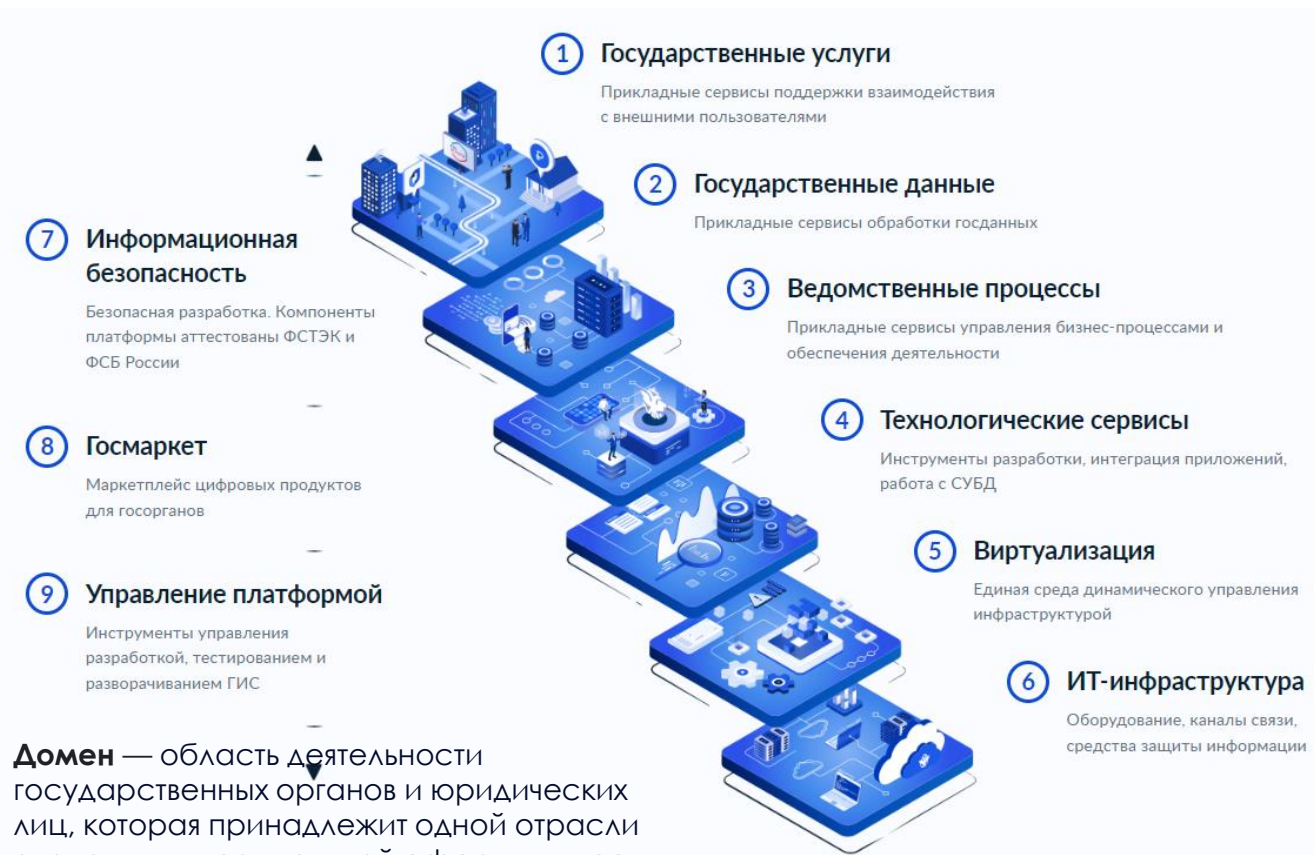 1 Государственные услуги
Прикладные сервисы поддержки взаимодействия
с внешними пользователями
2 Государственные данные
Прикладные сервисы обработки госданных
3 Ведомственные процессы
Прикладные сервисы управления бизнес-процессами и
обеспечения деятельности
4 Технологические сервисы
Инструменты разработки, интеграция приложений,
работа с СУБД
5 Виртуализация
Единая среда динамического управления
инфраструктурой
6 ИТ-инфраструктура
Оборудование, каналы связи,
средства защиты информации
7 Информационная
безопасность
Безопасная разработка. Компоненты
платформы аттестованы ФСТЭК и
ФСБ России
8 Госмаркет
Маркетплейс цифровых продуктов
для госорганов
9 Управление платформой
Инструменты управления
разработкой, тестированием и
разворачиванием ГИС
Домен — область деятельности
государственных органов и юридических
лиц, которая принадлежит одной отрасли